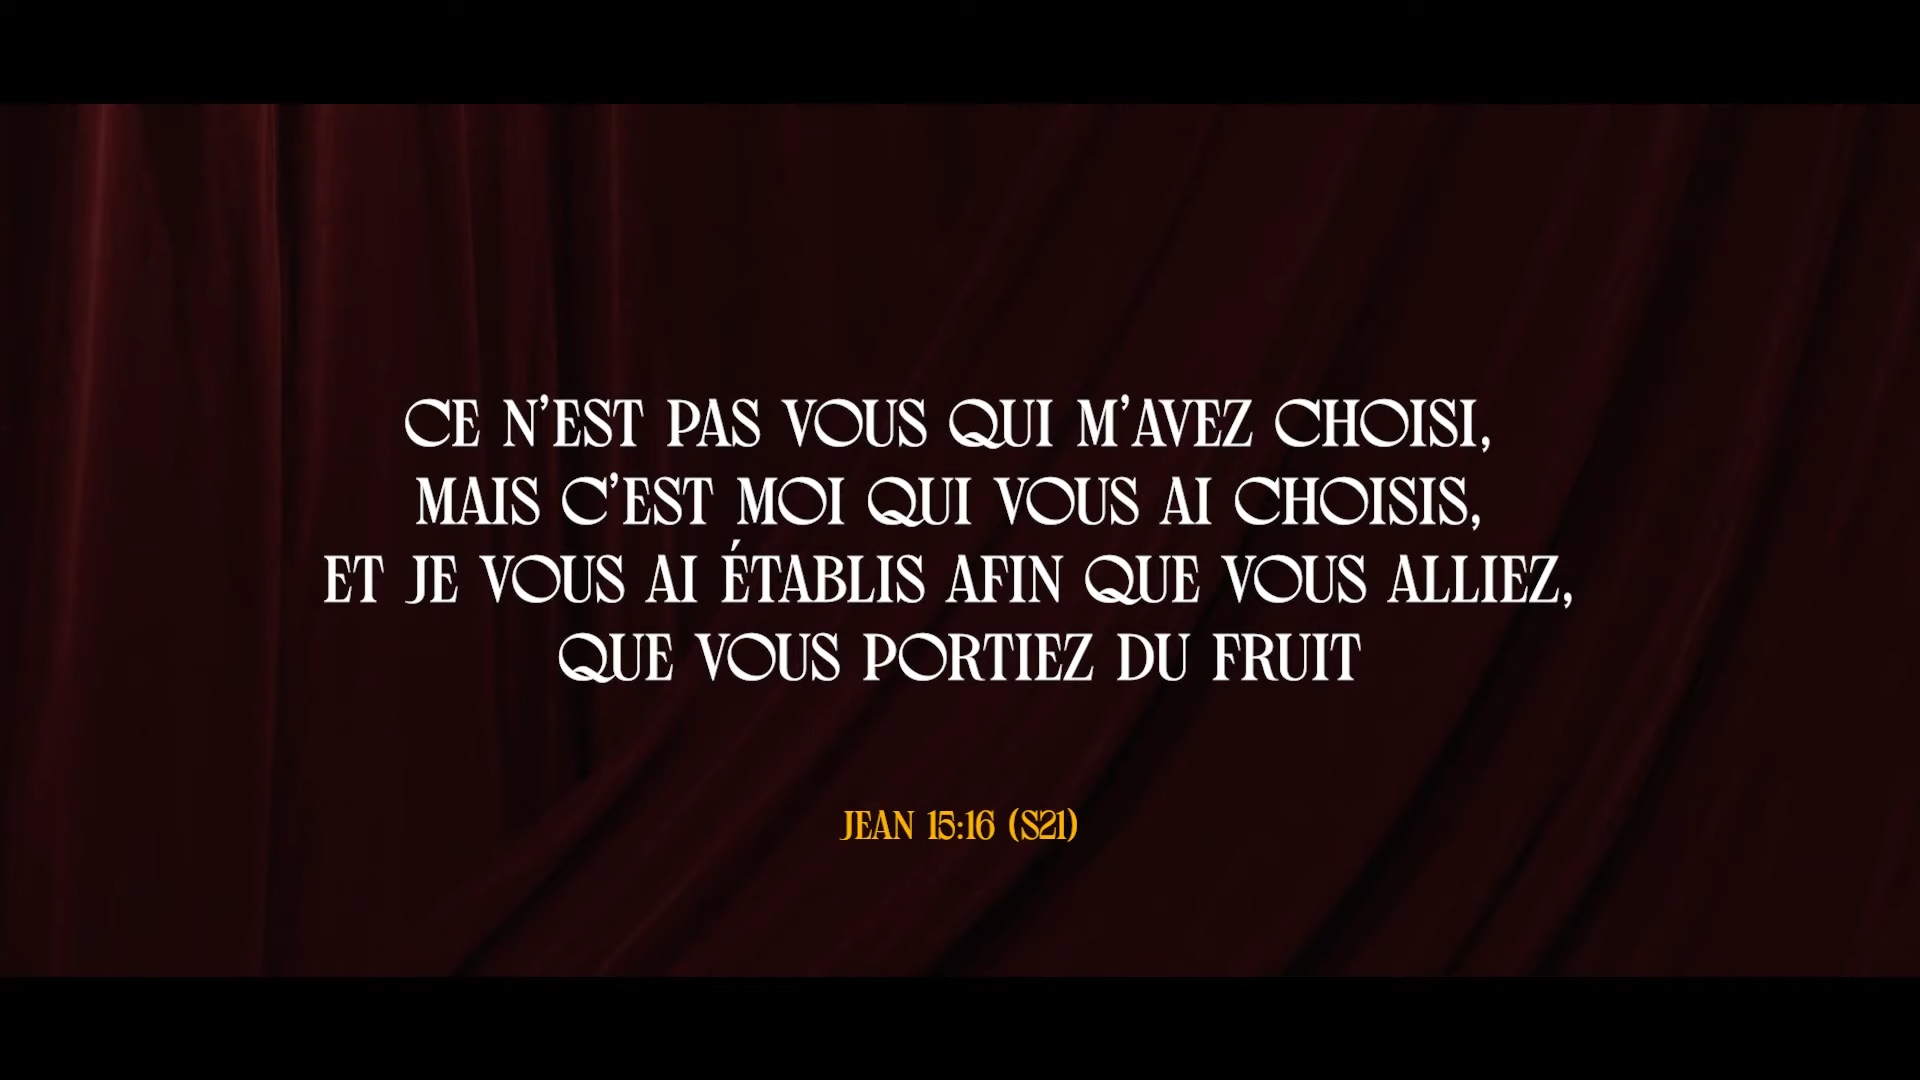 CE N’EST PAS VOUS QUI M’AVEZ CHOISI,
MAIS C’EST MOI QUI VOUS AI CHOISIS,
ET JE VOUS AI ÉTABLIS AFIN QUE VOUS ALLIEZ,
QUE VOUS PORTIEZ DU FRUIT
JEAN 15:16 (S21)